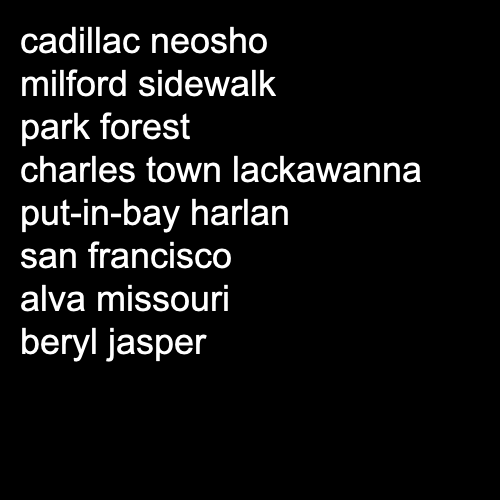 cadillac neosho
milford sidewalk
park forest
charles town lackawanna
put-in-bay harlan
san francisco
alva missouri
beryl jasper